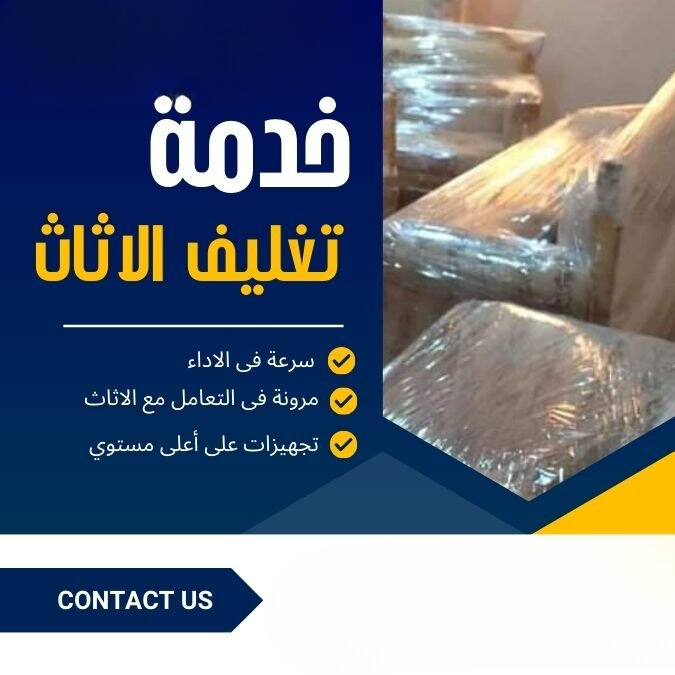 خدمة
تغليف الاثاث
سرعة فى الاداء
مرونة فى التعامل مع الاثاث
تجهيزات على أعلى مستوي
CONTACT US